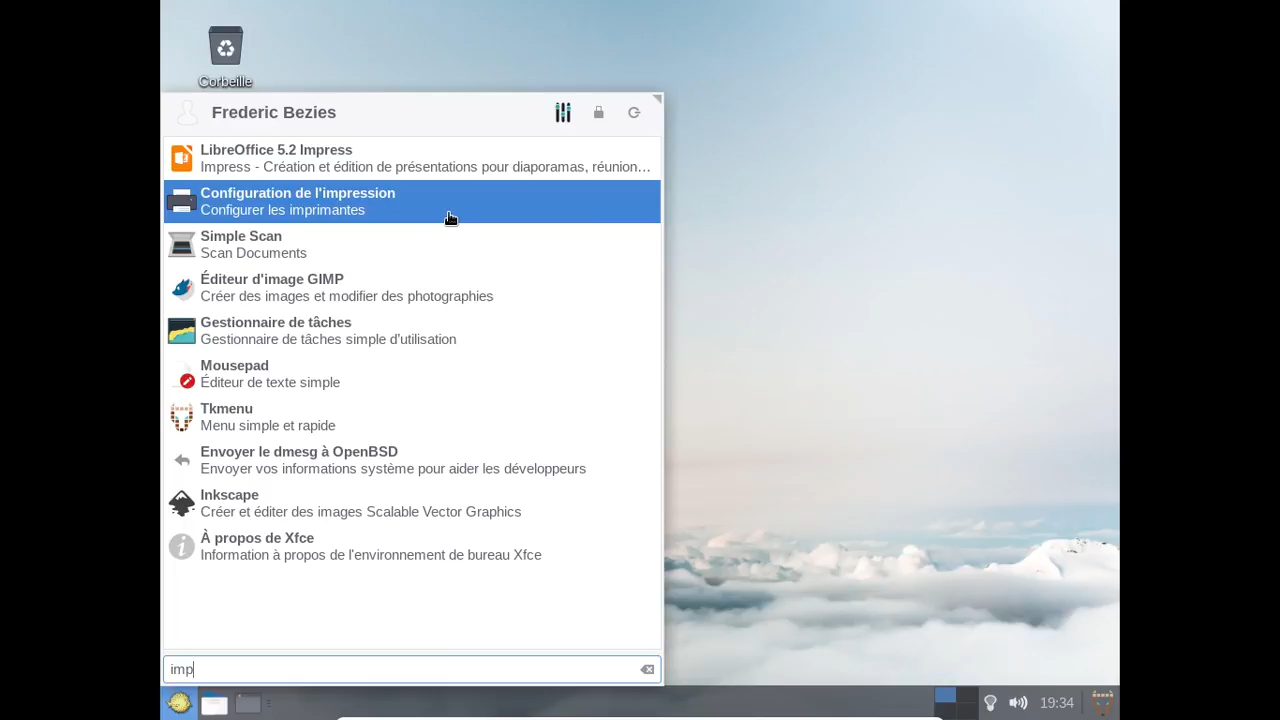 Corbeille
Frederic Bezies
LibreOffice 5.2 Impress
Impress - Création et édition de présentations pour diaporamas, réunion…
Configuration de l'impression
Configurer les imprimantes
Simple Scan
Scan Documents
Éditeur d'image GIMP
Créer des images et modifier des photographies
Gestionnaire de tâches
Gestionnaire de tâches simple d’utilisation
Mousepad
Éditeur de texte simple
Tkmenu
Menu simple et rapide
Envoyer le dmesg à OpenBSD
Envoyer vos informations système pour aider les développeurs
Inkscape
Créer et éditer des images Scalable Vector Graphics
À propos de Xfce
Information à propos de l'environnement de bureau Xfce
imp
19:34